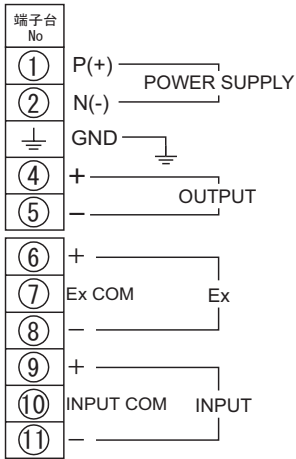 端子台
No
① P(+)
POWER SUPPLY
② N(-)
GND
④ +
OUTPUT
⑤ −
⑥ +
⑦ Ex COM Ex
⑧ −
⑨ +
⑩ INPUT COM INPUT
⑪ −